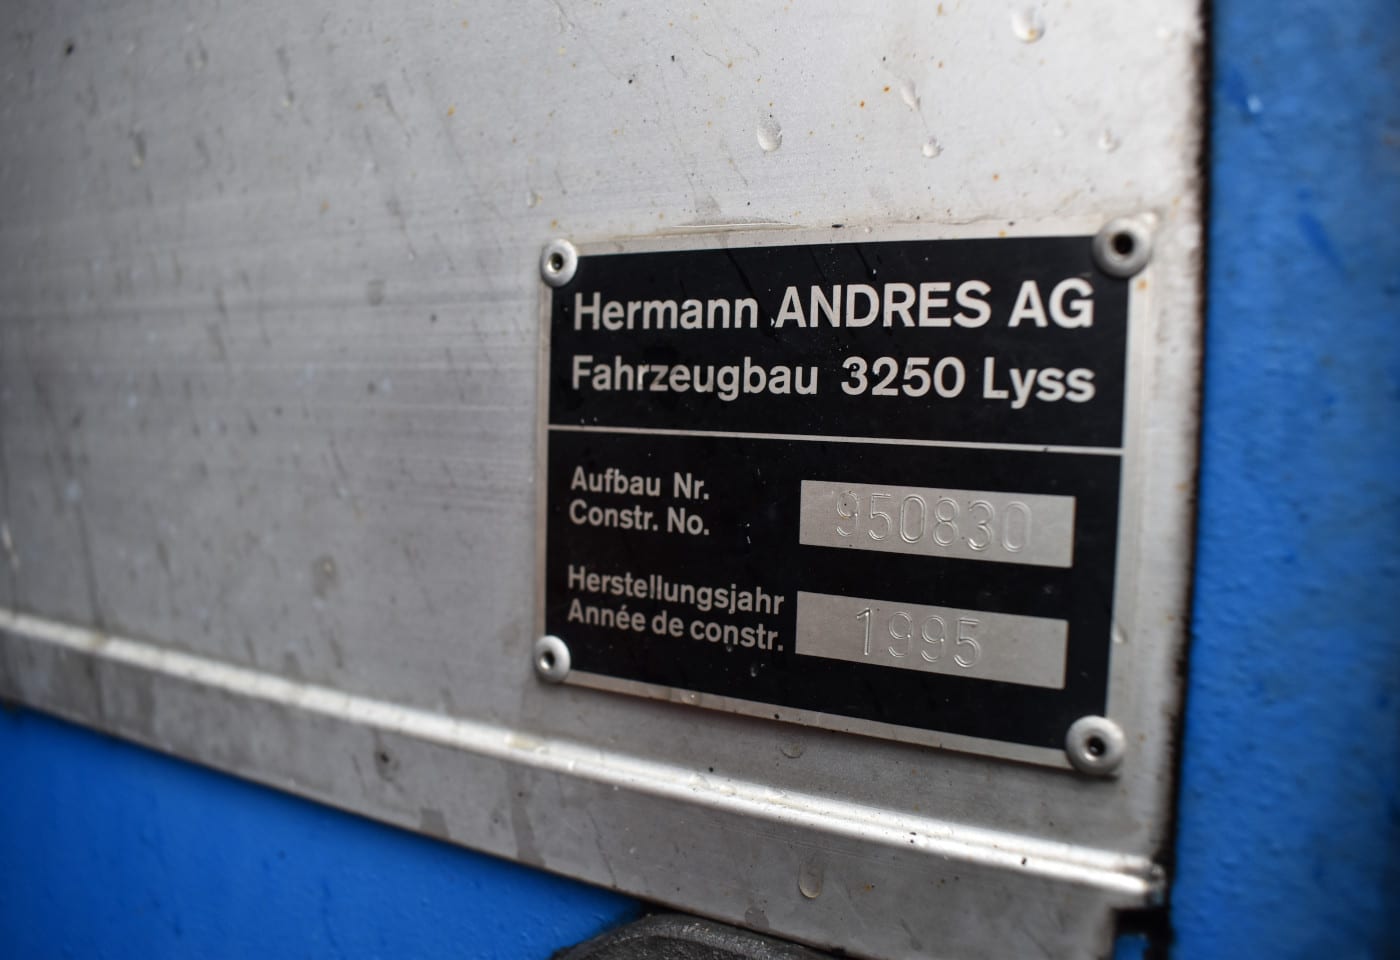 Hermann ANDRES AG
Fahrzeugbau 3250 Lyss
Aufbau Nr.
Constr. No.
950830
Herstellungsjahr
Année de constr.
1995